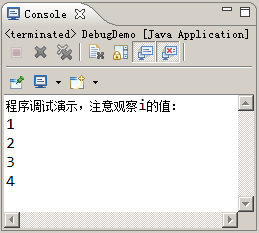 Console
<terminated> DebugDemo [Java Application]
程序调试演示，注意观察i的值：
1
2
3
4